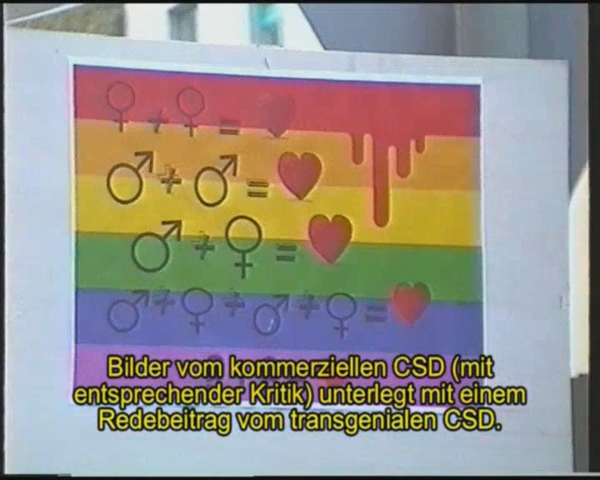 ♀ + ♀ = ♥
♂ + ♂ = ♥
♂ + ♀ = ♥
♂ + ♀ + ♂ + ♀ = ♥
Bilder vom kommerziellen CSD (mit
entsprechender Kritik) unterlegt mit einem
Redebeitrag vom transgenialen CSD.